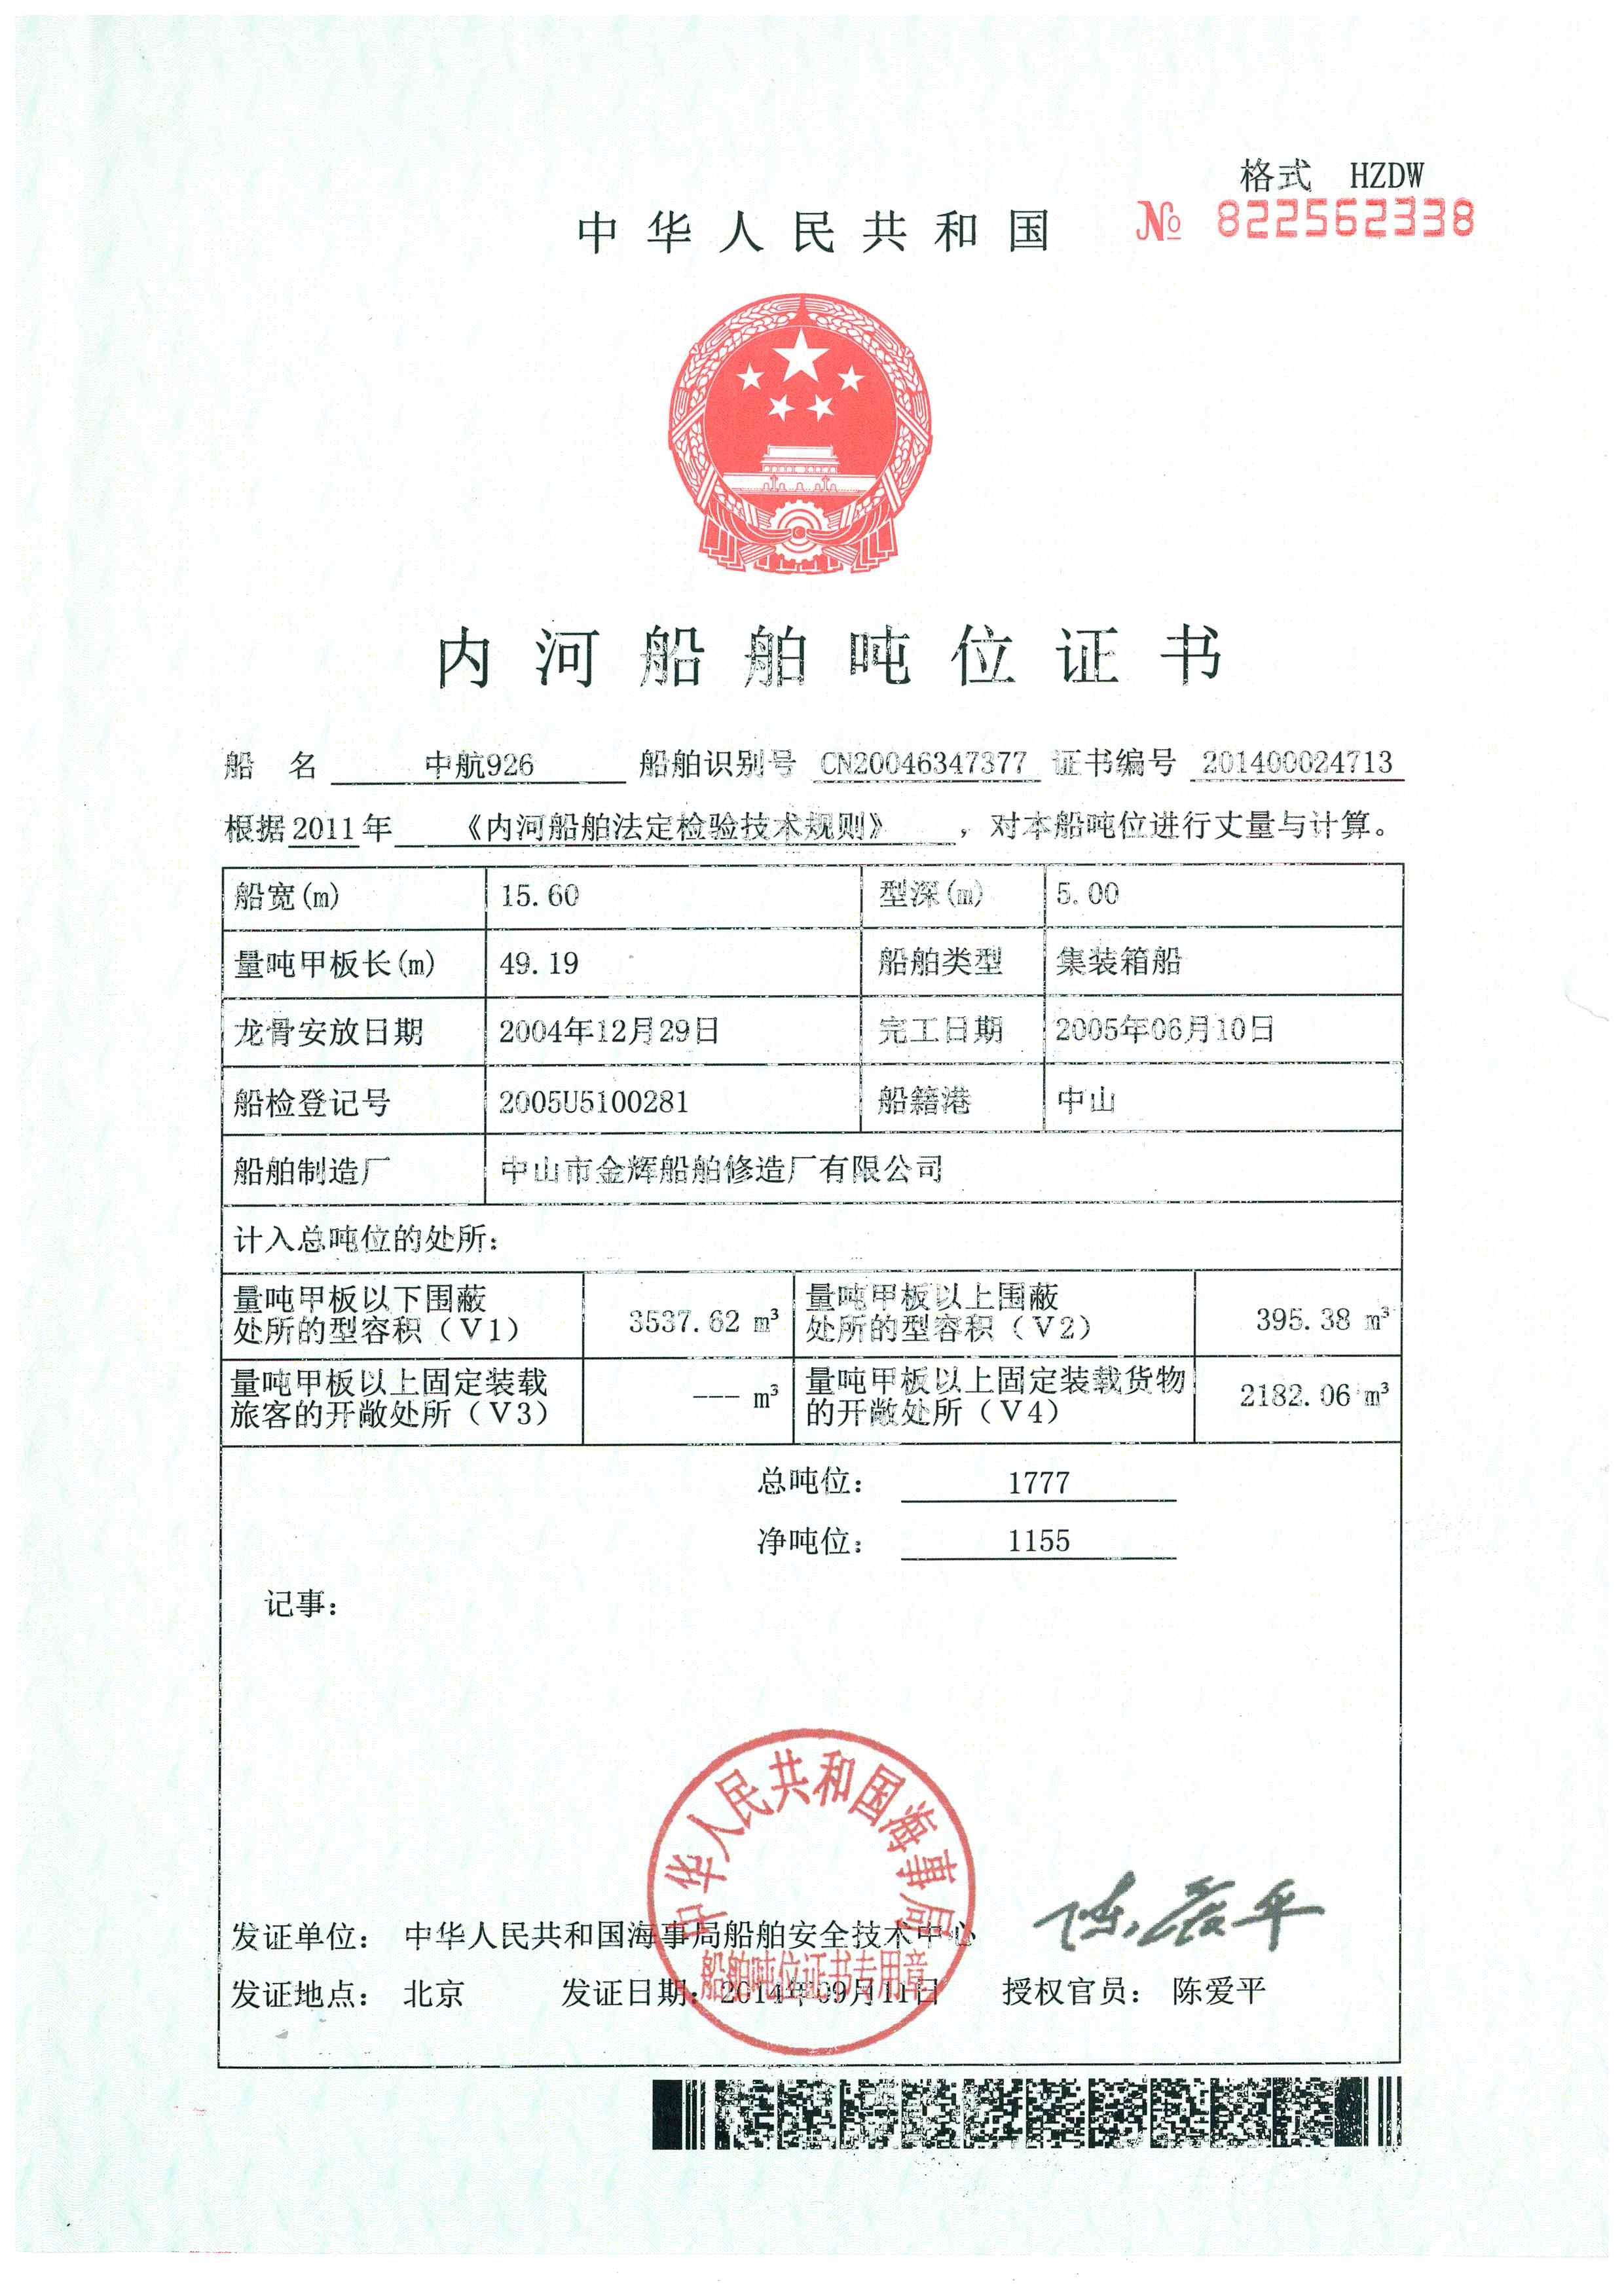 格式 HZDW
中华人民共和国 № 822562338
内河船舶吨位证书
船 名 中航926 船舶识别号 CN20046347377 证书编号 201400024713
根据2011年 《内河船舶法定检验技术规则》 ，对本船吨位进行丈量与计算。
船宽(m) 15.60 型深(m) 5.00
量吨甲板长(m) 49.19 船舶类型 集装箱船
龙骨安放日期 2004年12月29日 完工日期 2005年06月10日
船检登记号 2005U5100281 船籍港 中山
船舶制造厂 中山市金辉船舶修造厂有限公司
计入总吨位的处所：
量吨甲板以下围蔽
处所的型容积（V1） 3537.62 m³
量吨甲板以上围蔽
处所的型容积（V2） 395.38 m³
量吨甲板以上固定装载
旅客的开敞处所（V3） --- m³
量吨甲板以上固定装载货物
的开敞处所（V4） 2182.06 m³
总吨位： 1777
净吨位： 1155
记事：
中华人民共和国海事局
船舶吨位证书专用章
陈爱平
发证单位： 中华人民共和国海事局船舶安全技术中心
发证地点： 北京 发证日期：2014年09月11日 授权官员： 陈爱平